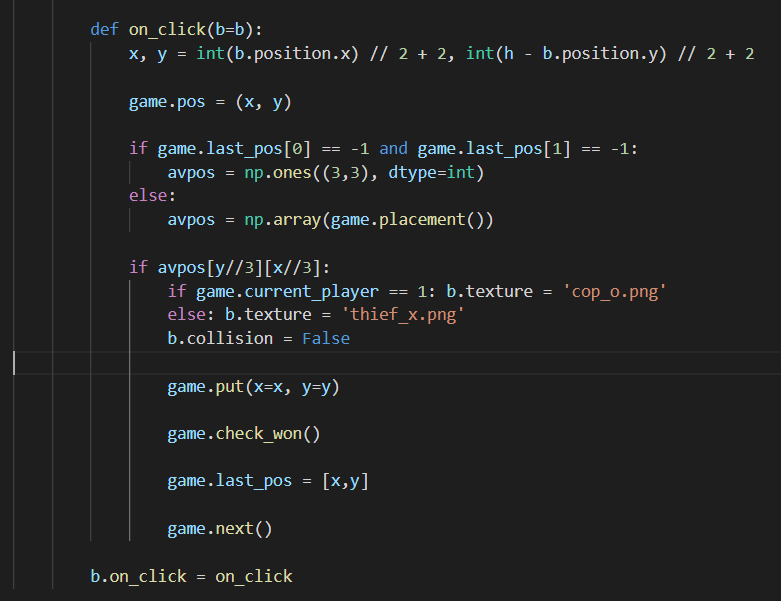 def on_click(b=b):
x, y = int(b.position.x) // 2 + 2, int(h - b.position.y) // 2 + 2
game.pos = (x, y)
if game.last_pos[0] == -1 and game.last_pos[1] == -1:
avpos = np.ones((3,3), dtype=int)
else:
avpos = np.array(game.placement())
if avpos[y//3][x//3]:
if game.current_player == 1: b.texture = 'cop_o.png'
else: b.texture = 'thief_x.png'
b.collision = False
game.put(x=x, y=y)
game.check_won()
game.last_pos = [x,y]
game.next()
b.on_click = on_click